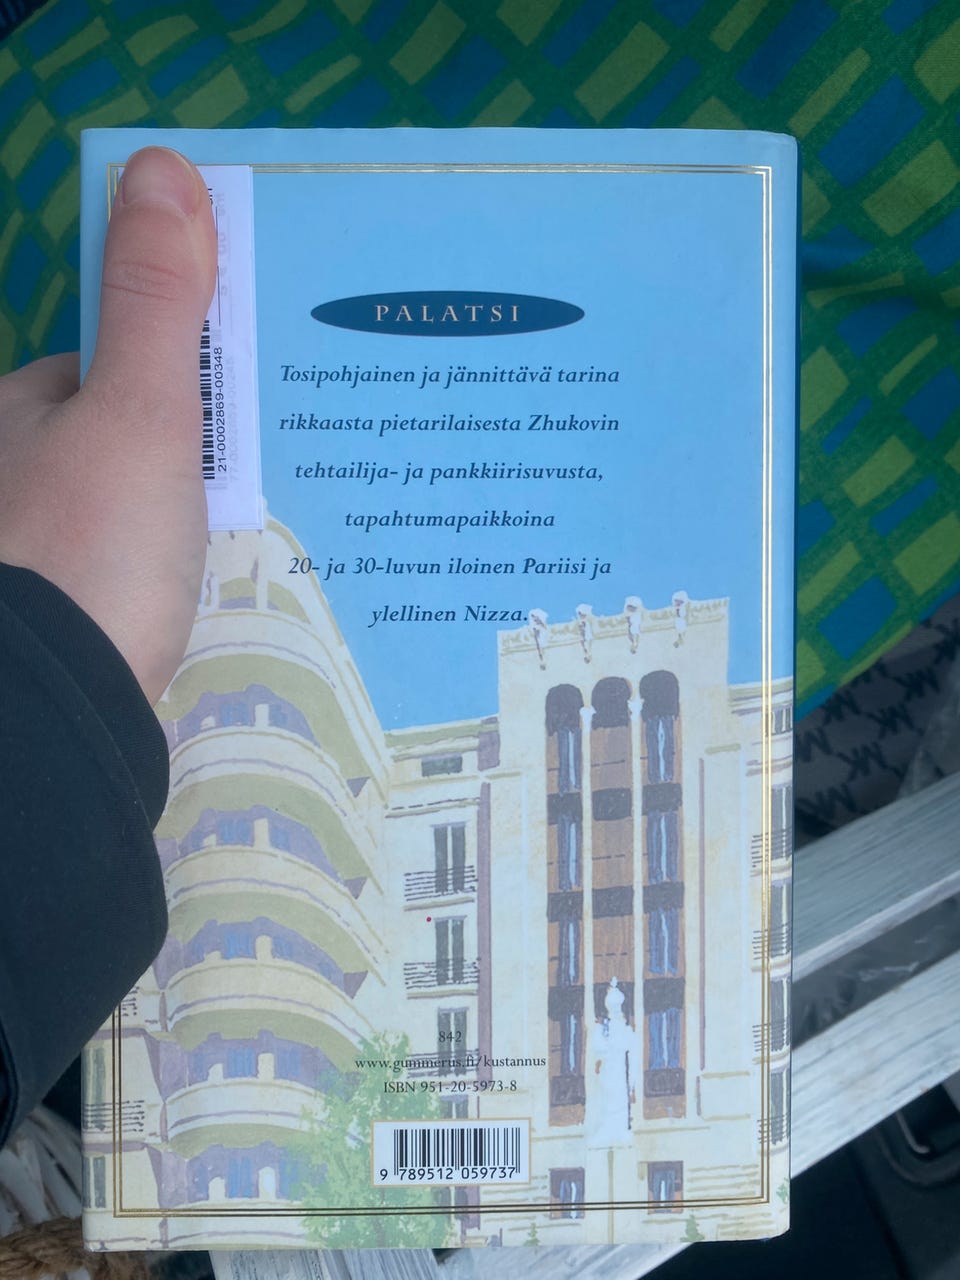 PALATSI
Tosipohjainen ja jännittävä tarina
rikkaasta pietarilaisesta Zhukovin
tehtailija- ja pankkiirisuvusta,
tapahtumapaikkoina
20- ja 30-luvun iloinen Pariisi ja
ylellinen Nizza.
21-0002869-00348
842
www.gummerus.fi/kustannus
ISBN 951-20-5973-8
9 789512 059737